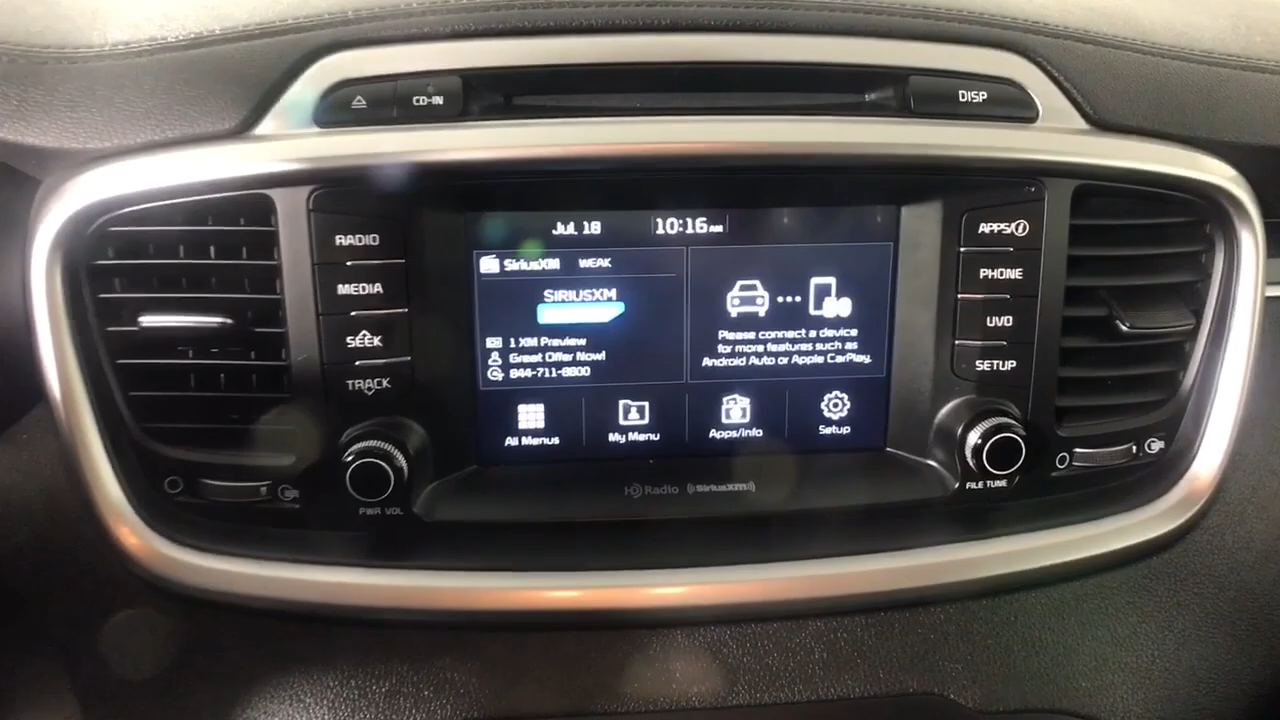 CD-IN
DISP
RADIO
MEDIA
SEEK
TRACK
PWR VOL
Jul. 18
10:16 AM
SiriusXM WEAK
SIRIUSXM
1 XM Preview
Great Offer Now!
844-711-8800
Please connect a device
for more features such as
Android Auto or Apple CarPlay.
All Menus
My Menu
Apps/Info
Setup
HD Radio
SiriusXM
APPS/i
PHONE
UVO
SETUP
FILE TUNE